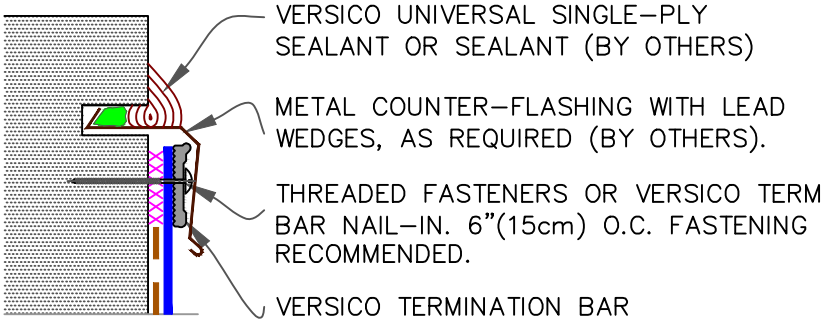 VERSICO UNIVERSAL SINGLE-PLY
SEALANT OR SEALANT (BY OTHERS)
METAL COUNTER-FLASHING WITH LEAD
WEDGES, AS REQUIRED (BY OTHERS).
THREADED FASTENERS OR VERSICO TERM
BAR NAIL-IN. 6"(15cm) O.C. FASTENING
RECOMMENDED.
VERSICO TERMINATION BAR